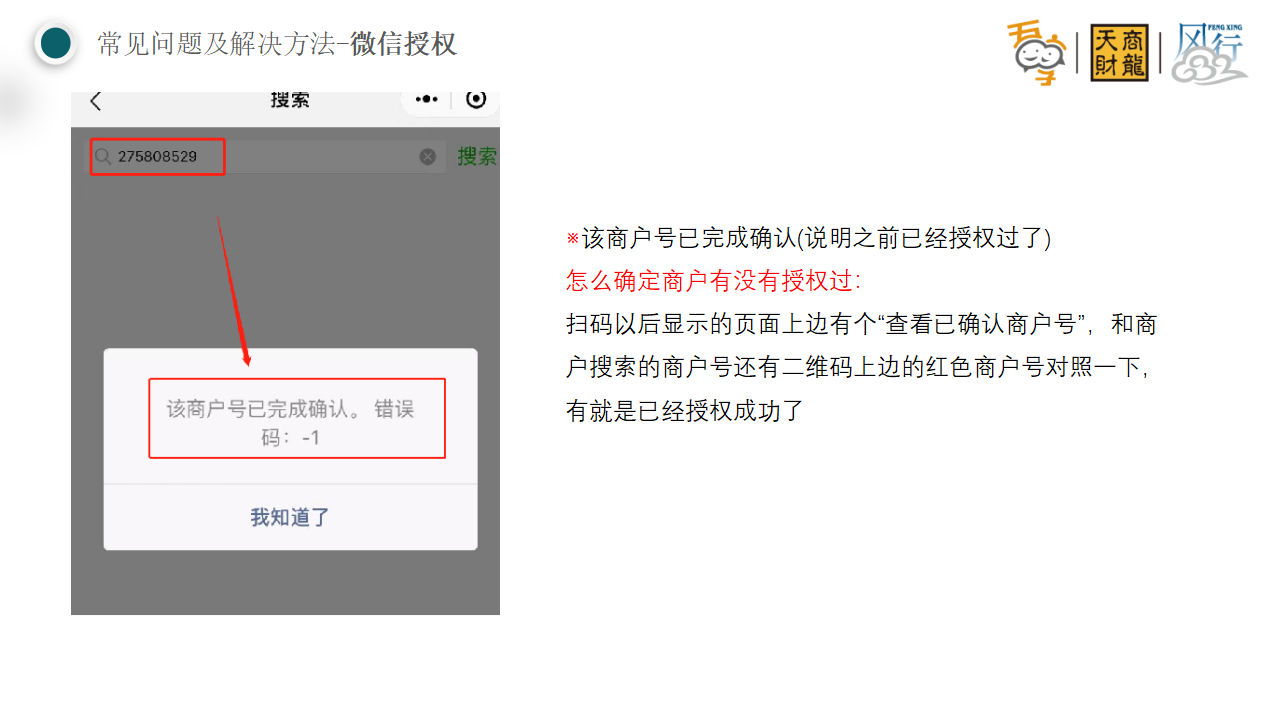 常见问题及解决方法-微信授权
吾享
天商
财龍
风行
FENG XING
搜索
275808529
搜索
该商户号已完成确认。 错误
码：-1
我知道了
※该商户号已完成确认(说明之前已经授权过了)
怎么确定商户有没有授权过：
扫码以后显示的页面上边有个“查看已确认商户号”，和商
户搜索的商户号还有二维码上边的红色商户号对照一下，
有就是已经授权成功了